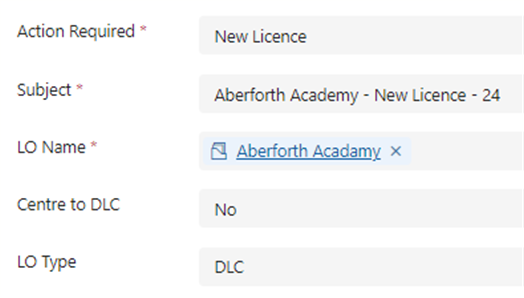 Action Required * New Licence
Subject * Aberforth Academy - New Licence - 24
LO Name * Aberforth Acadamy ×
Centre to DLC No
LO Type DLC